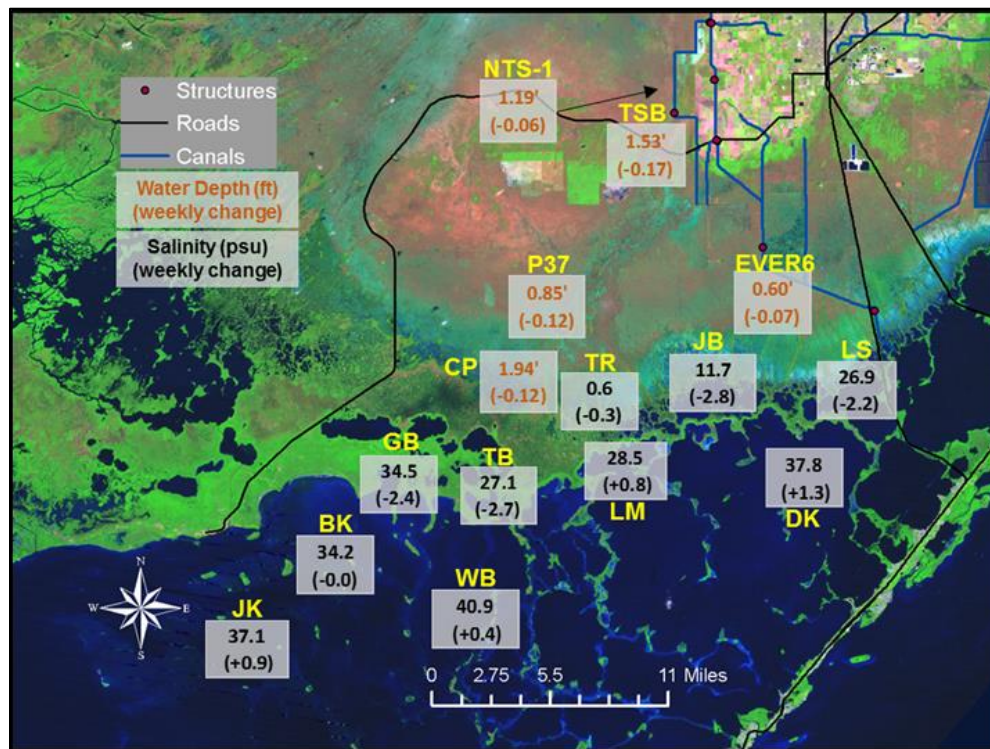 NTS-1
1.19'
(-0.06)
TSB
1.53'
(-0.17)
Structures
Roads
Canals
Water Depth (ft)
(weekly change)
Salinity (psu)
(weekly change)
P37
0.85'
(-0.12)
EVER6
0.60'
(-0.07)
CP
1.94'
(-0.12)
TR
0.6
(-0.3)
JB
11.7
(-2.8)
LS
26.9
(-2.2)
GB
34.5
(-2.4)
TB
27.1
(-2.7)
28.5
(+0.8)
LM
37.8
(+1.3)
DK
BK
34.2
(-0.0)
WB
40.9
(+0.4)
JK
37.1
(+0.9)
N
W E
S
0 2.75 5.5 11 Miles